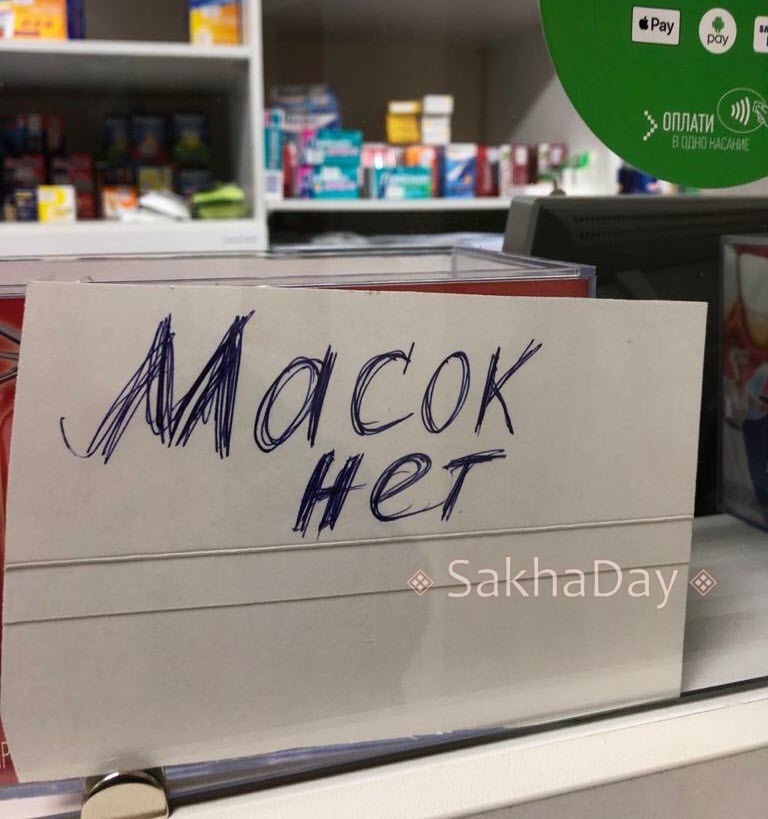 Pay
pay
ОПЛАТИ
В ОДНО КАСАНИЕ
Масок
нет
SakhaDay